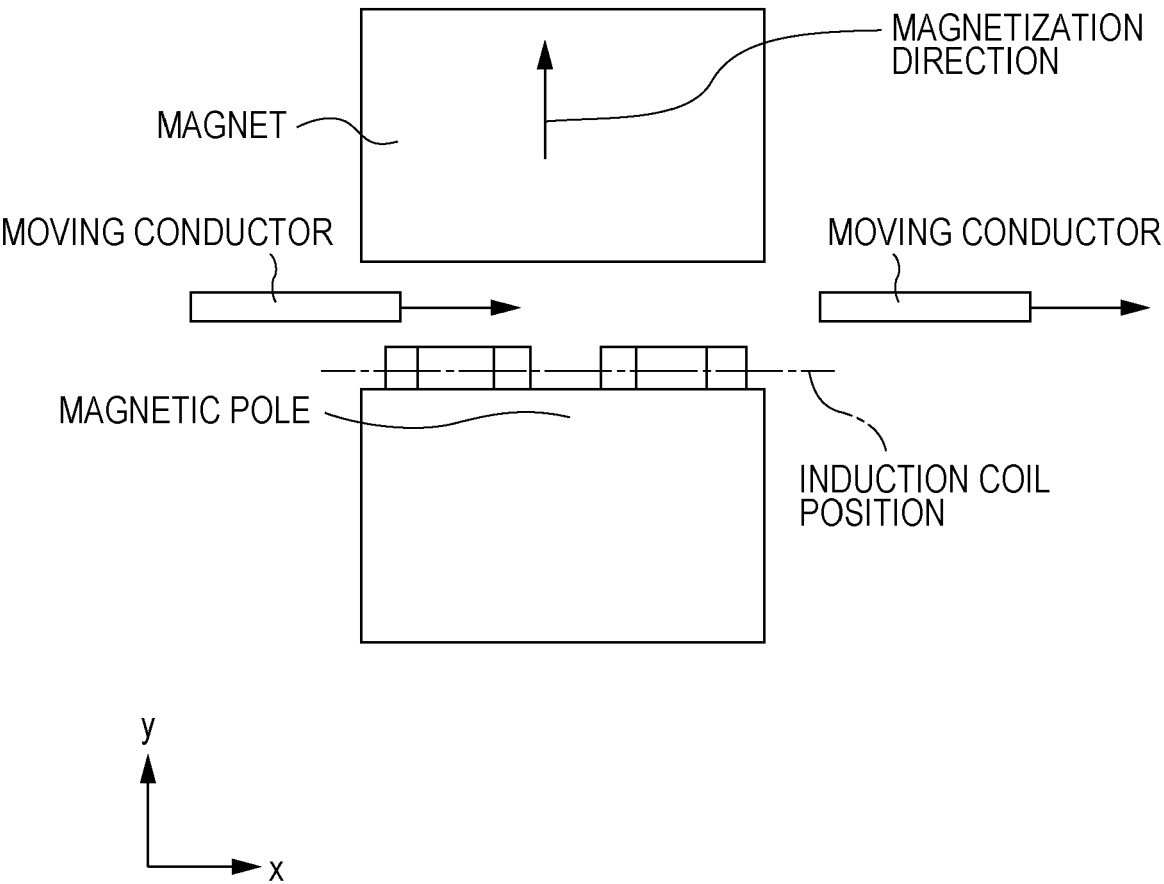 MAGNETIZATION
DIRECTION
MAGNET
MOVING CONDUCTOR
MOVING CONDUCTOR
MAGNETIC POLE
INDUCTION COIL
POSITION
y
x